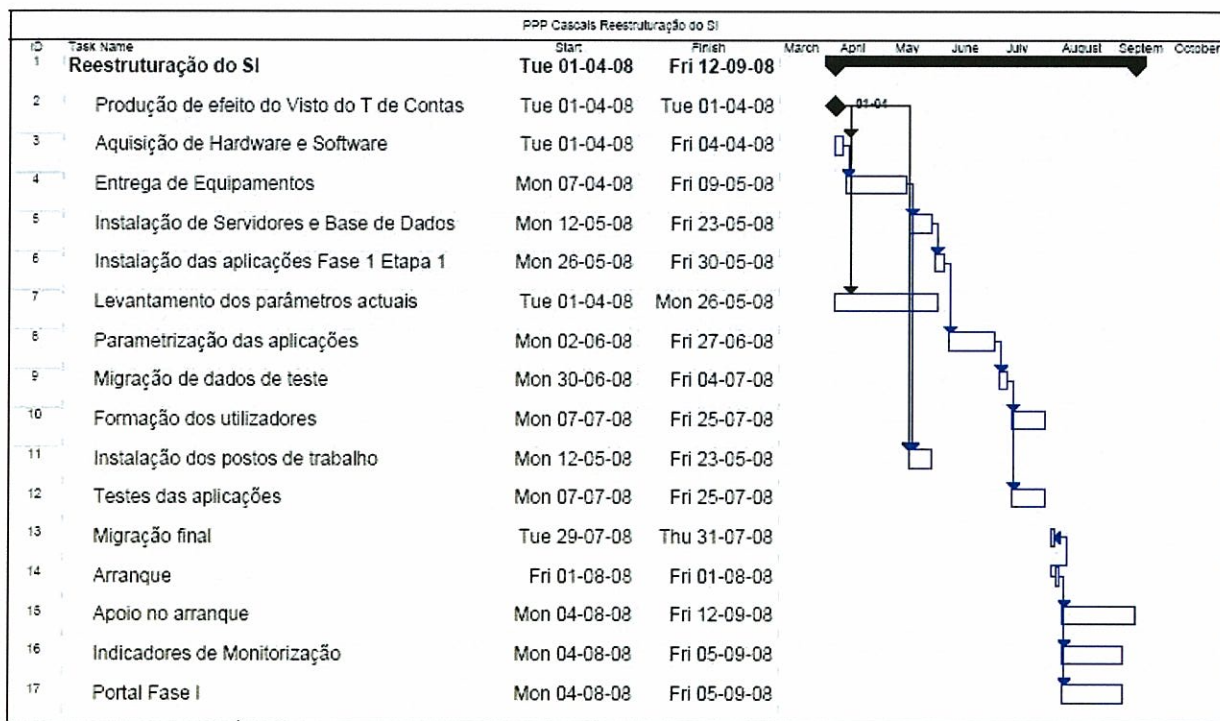 PPP Cascais Reestruturação do SI
ID Task Name Start Finish March April May June July August Septem October
1 Reestruturação do SI Tue 01-04-08 Fri 12-09-08
2 Produção de efeito do Visto do T de Contas Tue 01-04-08 Tue 01-04-08 01-04
3 Aquisição de Hardware e Software Tue 01-04-08 Fri 04-04-08
4 Entrega de Equipamentos Mon 07-04-08 Fri 09-05-08
5 Instalação de Servidores e Base de Dados Mon 12-05-08 Fri 23-05-08
6 Instalação das aplicações Fase 1 Etapa 1 Mon 26-05-08 Fri 30-05-08
7 Levantamento dos parâmetros actuais Tue 01-04-08 Mon 26-05-08
8 Parametrização das aplicações Mon 02-06-08 Fri 27-06-08
9 Migração de dados de teste Mon 30-06-08 Fri 04-07-08
10 Formação dos utilizadores Mon 07-07-08 Fri 25-07-08
11 Instalação dos postos de trabalho Mon 12-05-08 Fri 23-05-08
12 Testes das aplicações Mon 07-07-08 Fri 25-07-08
13 Migração final Tue 29-07-08 Thu 31-07-08
14 Arranque Fri 01-08-08 Fri 01-08-08
15 Apoio no arranque Mon 04-08-08 Fri 12-09-08
16 Indicadores de Monitorização Mon 04-08-08 Fri 05-09-08
17 Portal Fase I Mon 04-08-08 Fri 05-09-08